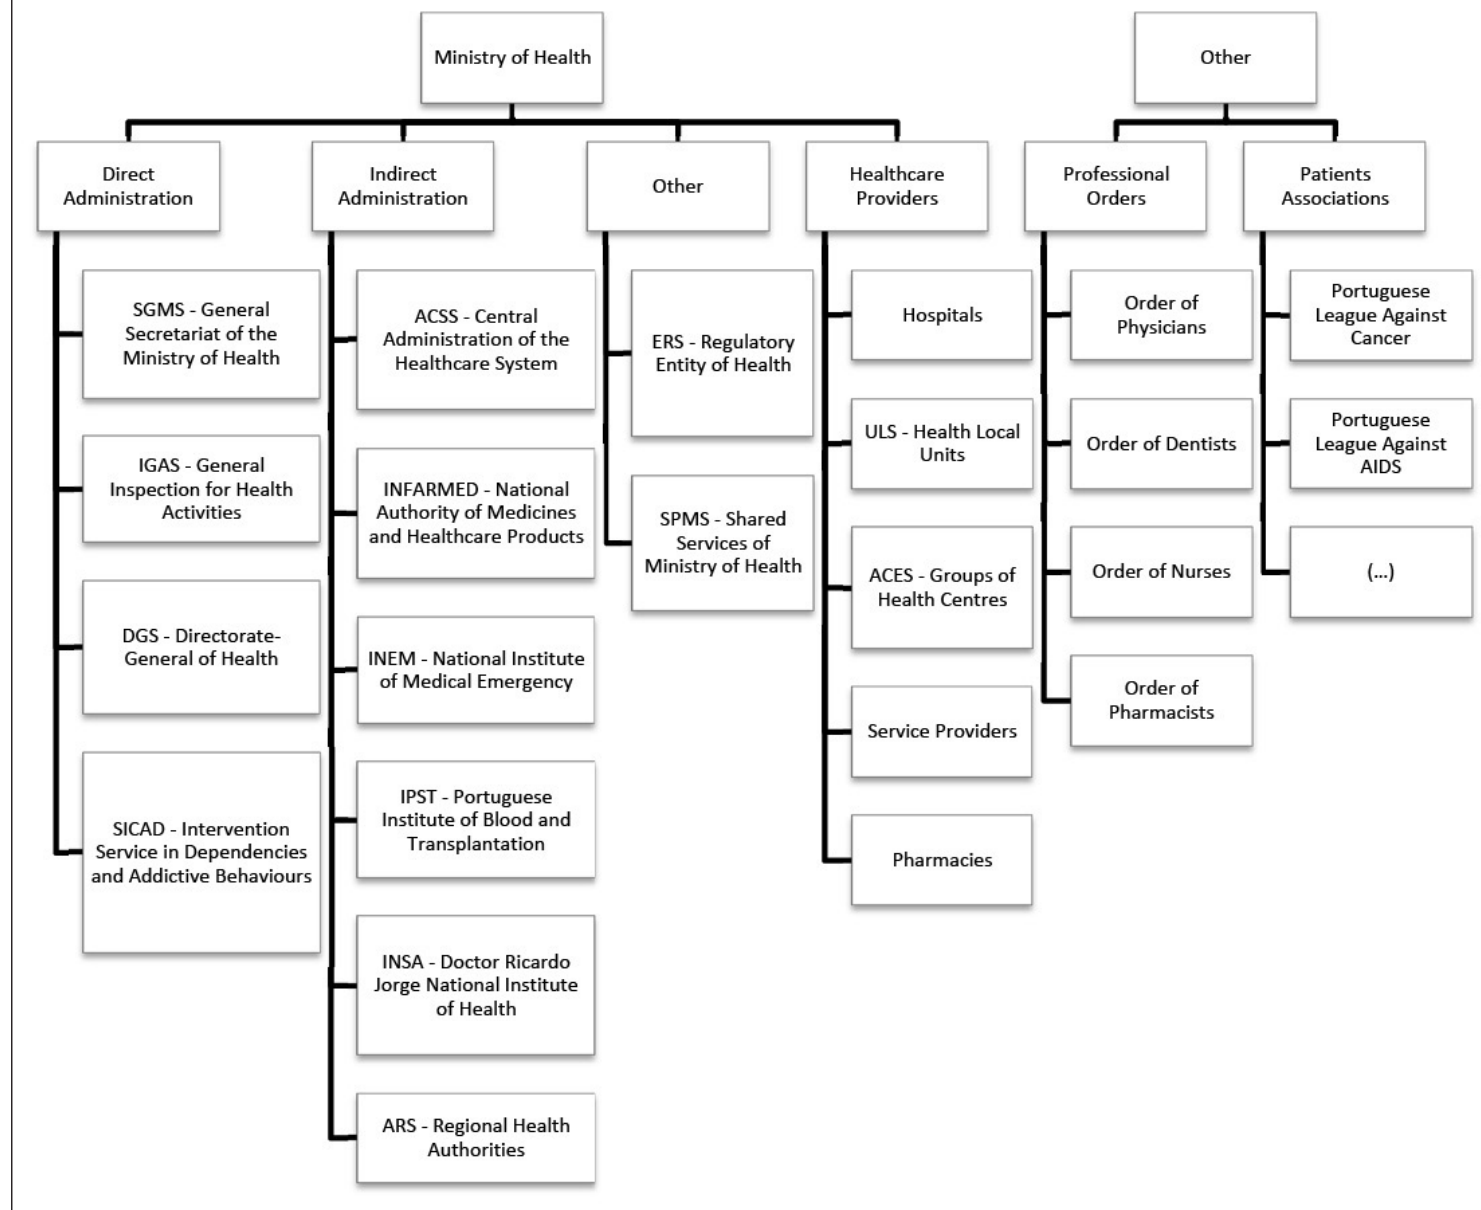 Ministry of Health
Other
Direct
Administration
Indirect
Administration
Other
Healthcare
Providers
Professional
Orders
Patients
Associations
SGMS - General
Secretariat of the
Ministry of Health
IGAS - General
Inspection for Health
Activities
DGS - Directorate-
General of Health
SICAD - Intervention
Service in Dependencies
and Addictive Behaviours
ACSS - Central
Administration of the
Healthcare System
INFARMED - National
Authority of Medicines
and Healthcare Products
INEM - National Institute
of Medical Emergency
IPST - Portuguese
Institute of Blood and
Transplantation
INSA - Doctor Ricardo
Jorge National Institute
of Health
ARS - Regional Health
Authorities
ERS - Regulatory
Entity of Health
SPMS - Shared
Services of
Ministry of Health
Hospitals
ULS - Health Local
Units
ACES - Groups of
Health Centres
Service Providers
Pharmacies
Order of
Physicians
Order of Dentists
Order of Nurses
Order of
Pharmacists
Portuguese
League Against
Cancer
Portuguese
League Against
AIDS
(...)